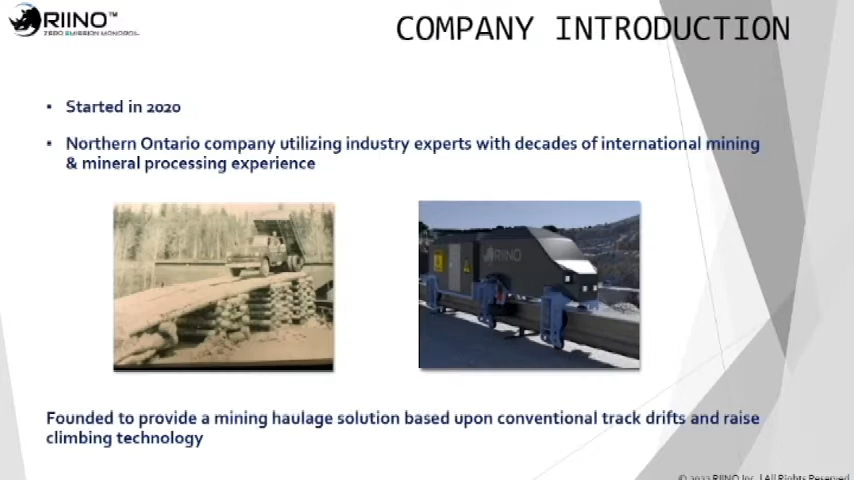 RIINO™
ZERO EMISSION MONORAIL
COMPANY INTRODUCTION
▪ Started in 2020
▪ Northern Ontario company utilizing industry experts with decades of international mining
& mineral processing experience
RIINO
Founded to provide a mining haulage solution based upon conventional track drifts and raise
climbing technology
RIINO Inc. | All Rights Reserved